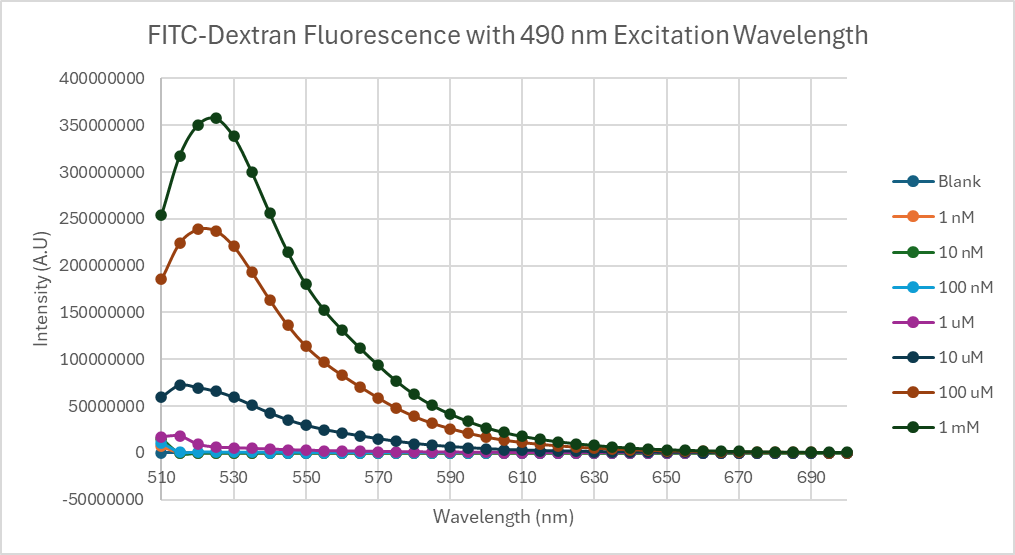 FITC-Dextran Fluorescence with 490 nm Excitation Wavelength
400000000
350000000
300000000
250000000
200000000
150000000
100000000
50000000
0
-50000000
Intensity (A.U)
510 530 550 570 590 610 630 650 670 690
Wavelength (nm)
Blank
1 nM
10 nM
100 nM
1 uM
10 uM
100 uM
1 mM